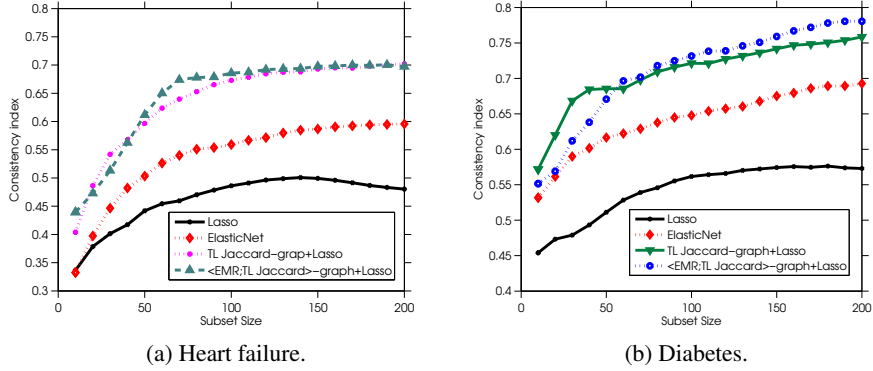 0.8
0.75
0.7
0.65
0.6
0.55
0.5
0.45
0.4
0.35
0.3
Consistency index
0
50
100
150
200
Subset Size
Lasso
ElasticNet
TL Jaccard-grap+Lasso
<EMR;TL Jaccard>-graph+Lasso
(a) Heart failure.
0.8
0.75
0.7
0.65
0.6
0.55
0.5
0.45
0.4
Consistency index
0
50
100
150
200
Subset Size
Lasso
ElasticNet
TL Jaccard-graph+Lasso
<EMR;TL Jaccard>-graph+Lasso
(b) Diabetes.